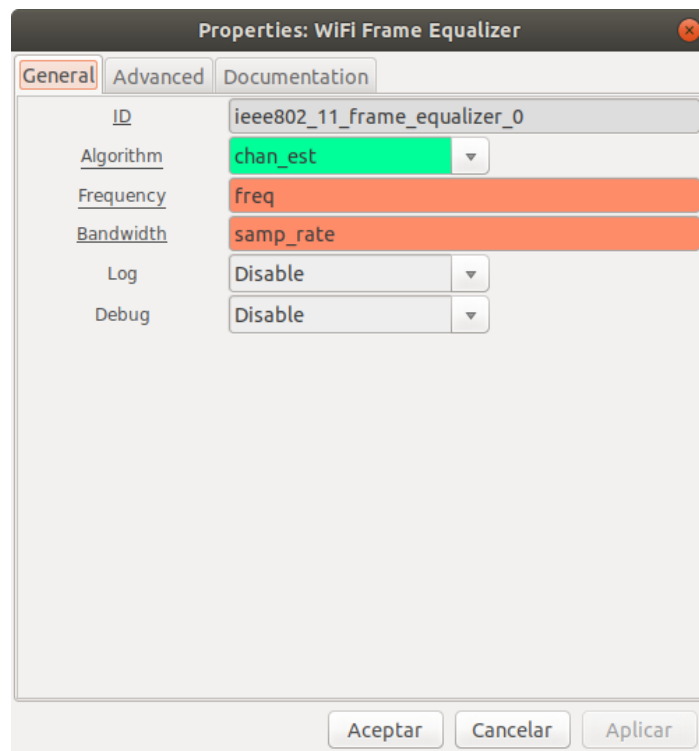 Properties: WiFi Frame Equalizer
General Advanced Documentation
ID ieee802_11_frame_equalizer_0
Algorithm chan_est
Frequency freq
Bandwidth samp_rate
Log Disable
Debug Disable
Aceptar Cancelar Aplicar